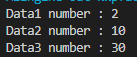 Data1 number : 2
Data2 number : 10
Data3 number : 30